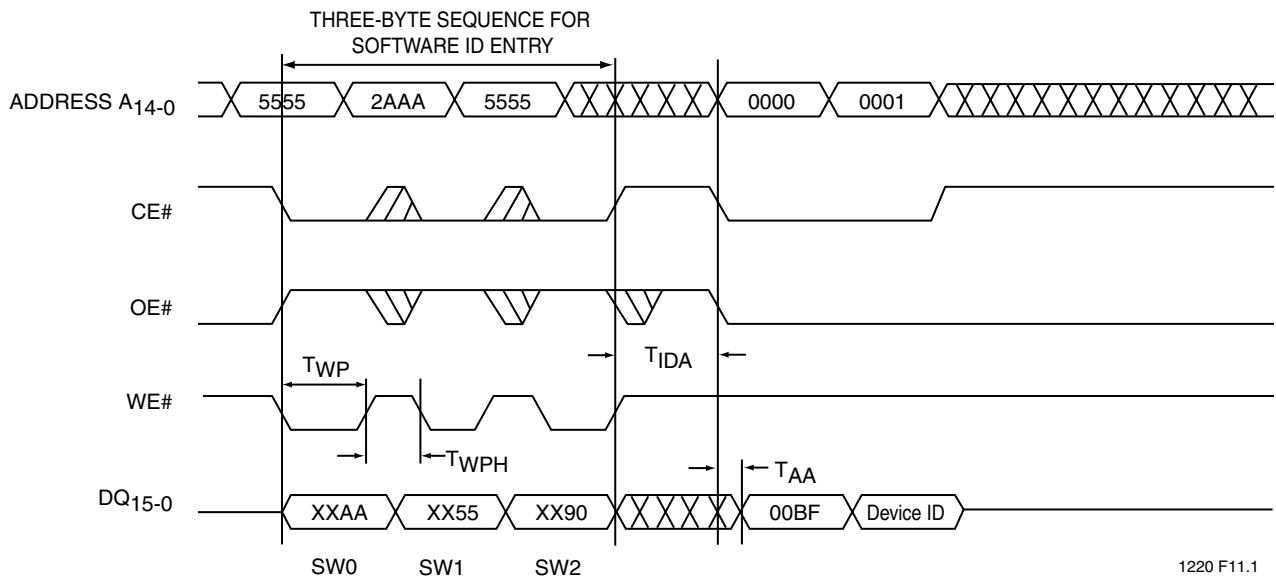 THREE-BYTE SEQUENCE FOR
SOFTWARE ID ENTRY
ADDRESS A14-0
5555
2AAA
5555
0000
0001
CE#
OE#
TIDA
TWP
WE#
TWPH
TAA
DQ15-0
XXAA
XX55
XX90
00BF
Device ID
SW0
SW1
SW2
1220 F11.1